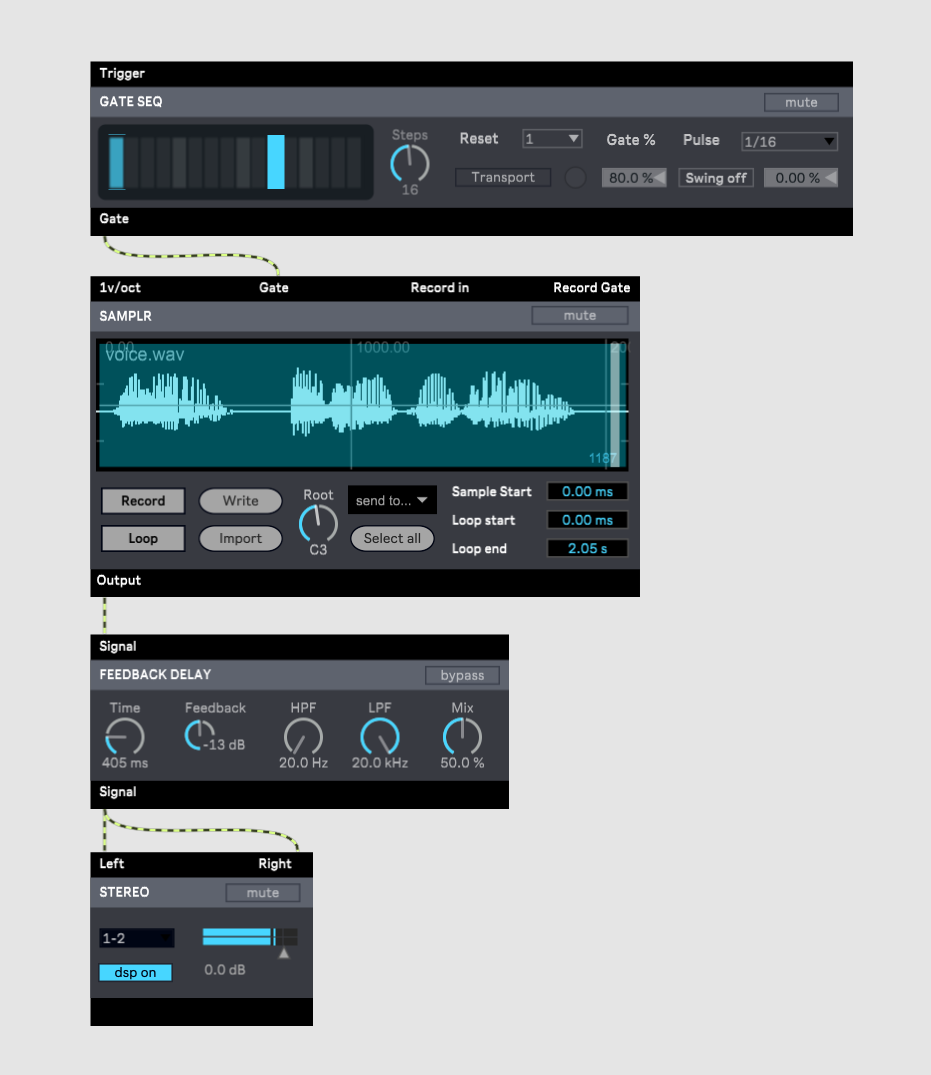 Trigger
GATE SEQ mute
Steps Reset 1 Gate % Pulse 1/16
16 Transport 80.0 % Swing off 0.00 %
Gate
1v/oct Gate Record in Record Gate
SAMPLR mute
0.00 1000.00
voice.wav
1187
Record Write Root send to... Sample Start 0.00 ms
Loop start 0.00 ms
Loop Import C3 Select all Loop end 2.05 s
Output
Signal
FEEDBACK DELAY bypass
Time Feedback HPF LPF Mix
-13 dB
405 ms 20.0 Hz 20.0 kHz 50.0 %
Signal
Left Right
STEREO mute
1-2
dsp on 0.0 dB